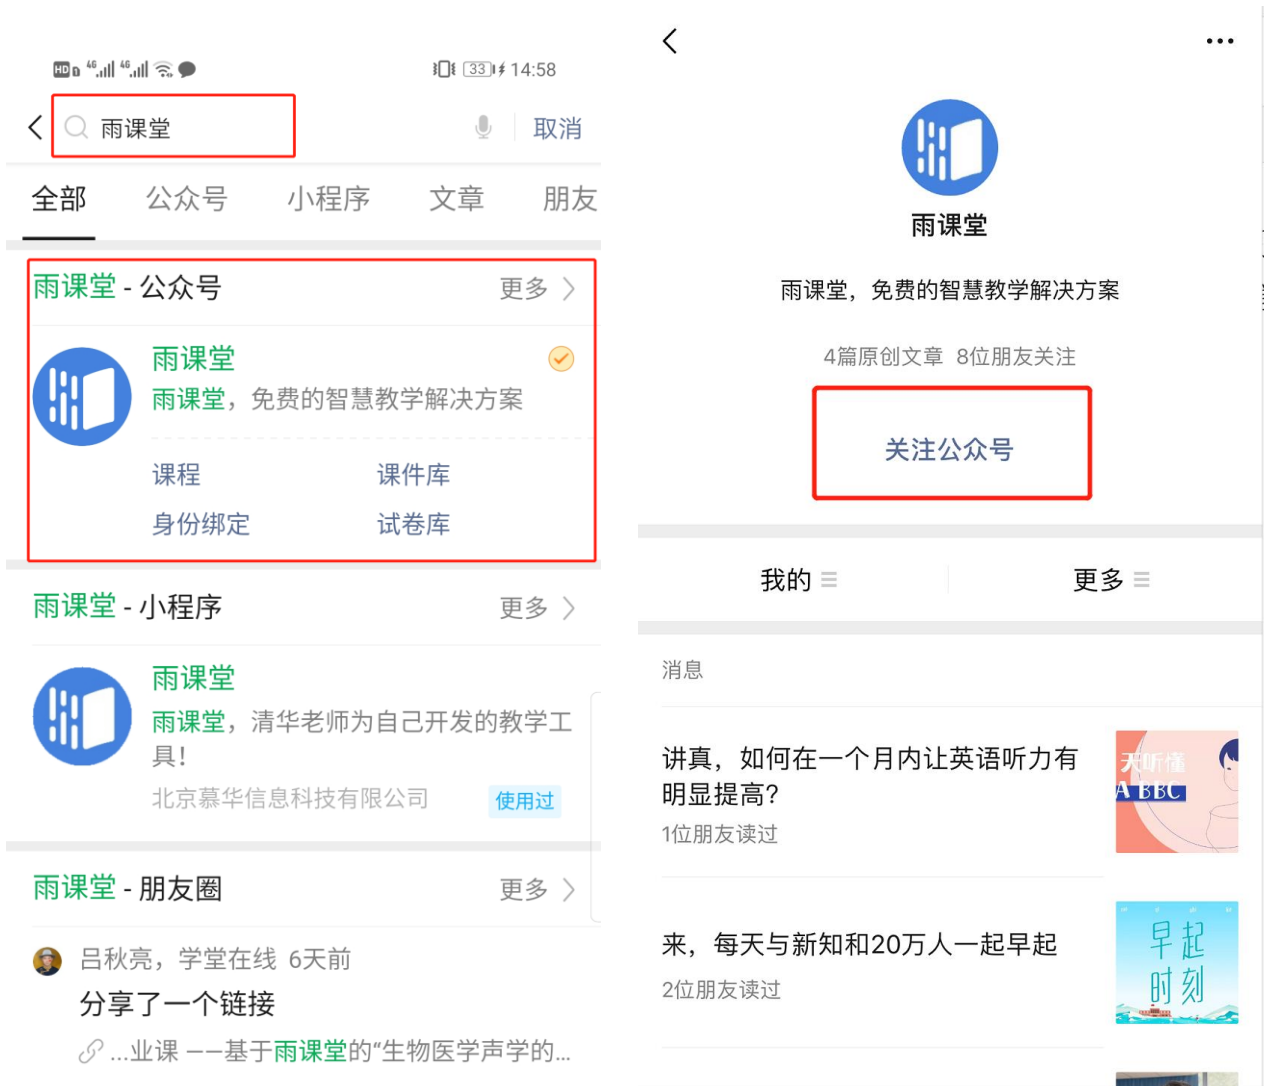 HD 4G 4G 33 14:58
雨课堂 取消
全部 公众号 小程序 文章 朋友
雨课堂 - 公众号 更多
雨课堂
雨课堂，免费的智慧教学解决方案
课程 课件库
身份绑定 试卷库
雨课堂 - 小程序 更多
雨课堂
雨课堂，清华老师为自己开发的教学工
具！
北京慕华信息科技有限公司 使用过
雨课堂 - 朋友圈 更多
吕秋亮，学堂在线 6天前
分享了一个链接
...业课 ——基于雨课堂的“生物医学声学的...
雨课堂
雨课堂，免费的智慧教学解决方案
4篇原创文章 8位朋友关注
关注公众号
我的 更多
消息
讲真，如何在一个月内让英语听力有
明显提高?
1位朋友读过
天听懂
A BBC
来，每天与新知和20万人一起早起
2位朋友读过
早起
时刻